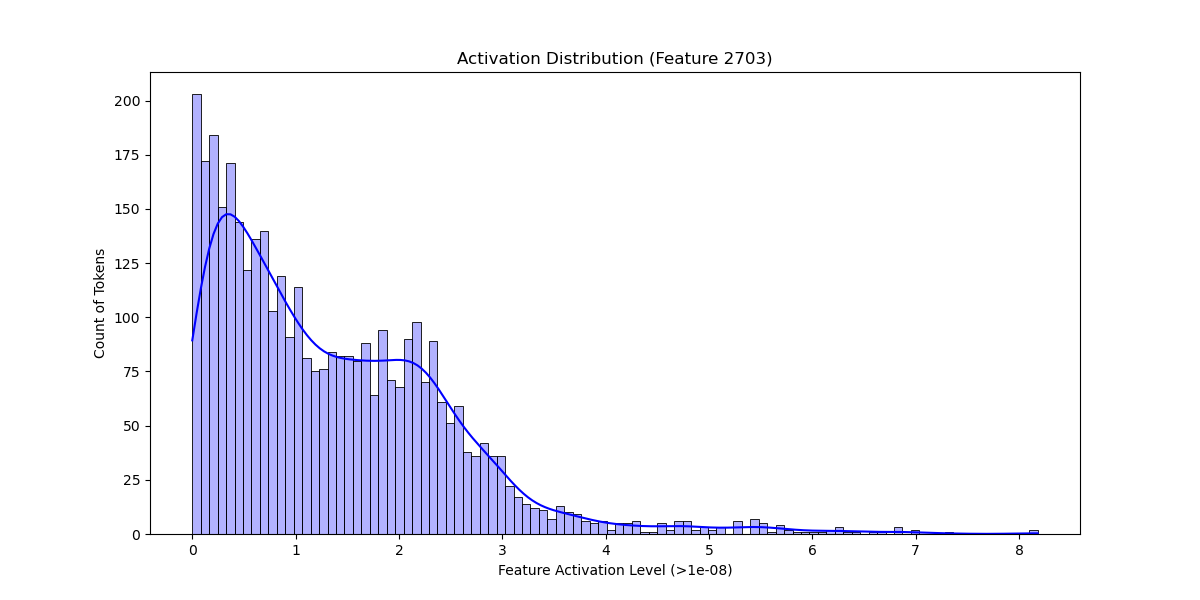 Activation Distribution (Feature 2703)
200
175
150
125
100
75
50
25
0
Count of Tokens
0 1 2 3 4 5 6 7 8
Feature Activation Level (>1e-08)